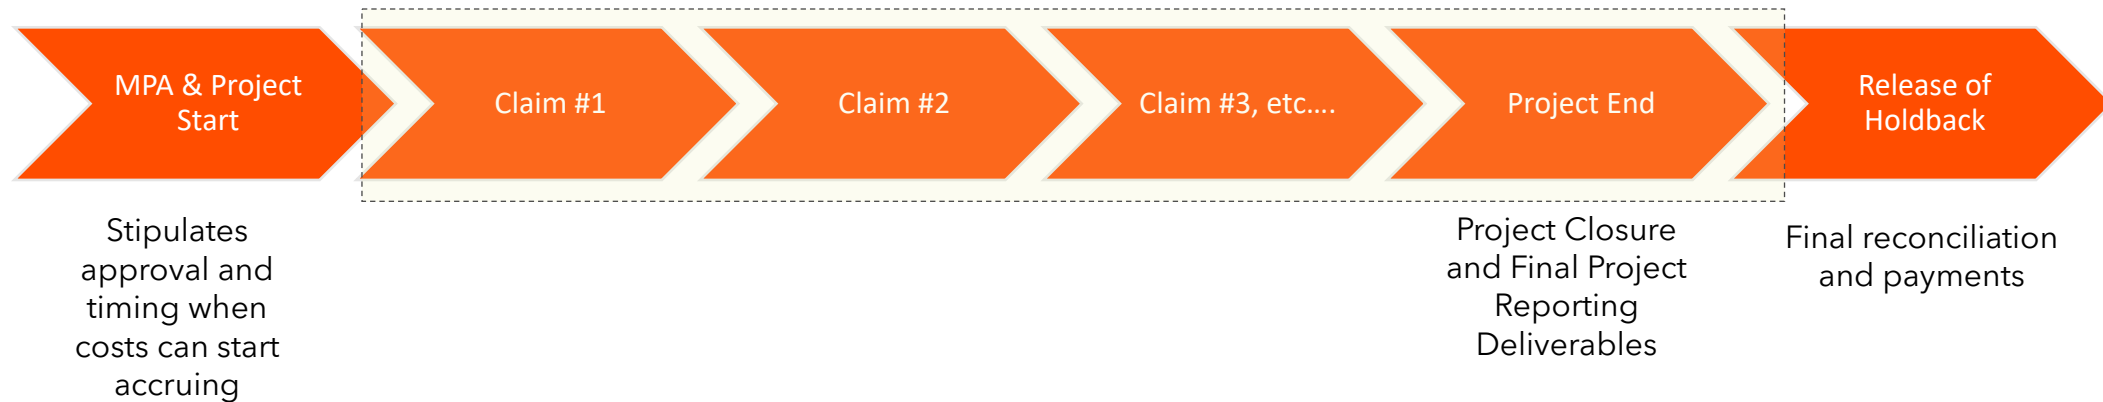 MPA & Project
Start
Claim #1
Claim #2
Claim #3, etc....
Project End
Release of
Holdback
Stipulates
approval and
timing when
costs can start
accruing
Project Closure
and Final Project
Reporting
Deliverables
Final reconciliation
and payments